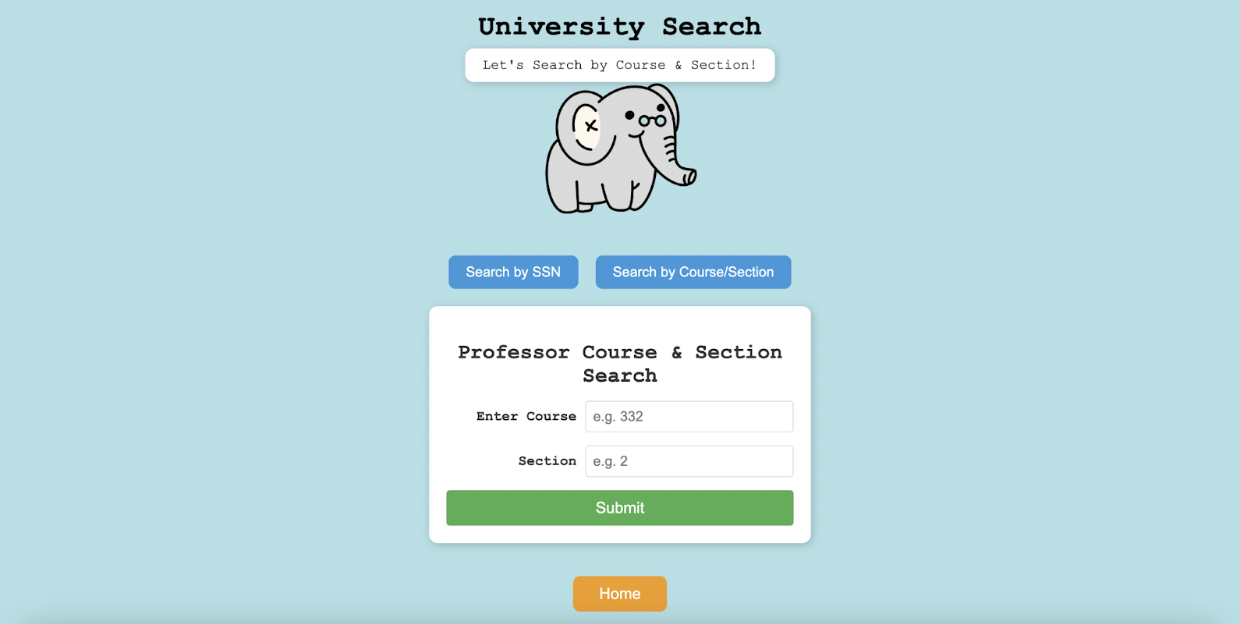 University Search
Let's Search by Course & Section!
Search by SSN
Search by Course/Section
Professor Course & Section
Search
Enter Course
e.g. 332
Section
e.g. 2
Submit
Home